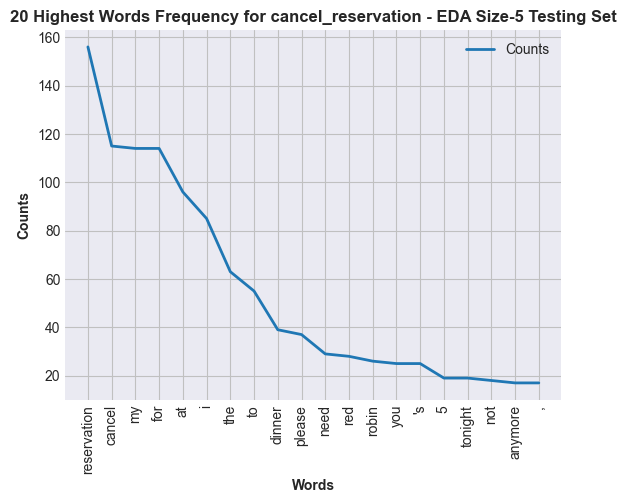 20 Highest Words Frequency for cancel_reservation - EDA Size-5 Testing Set
Counts
160
140
120
100
80
60
40
20
Counts
reservation
cancel
my
for
at
i
the
to
dinner
please
need
red
robin
you
's
5
tonight
not
anymore
,
Words